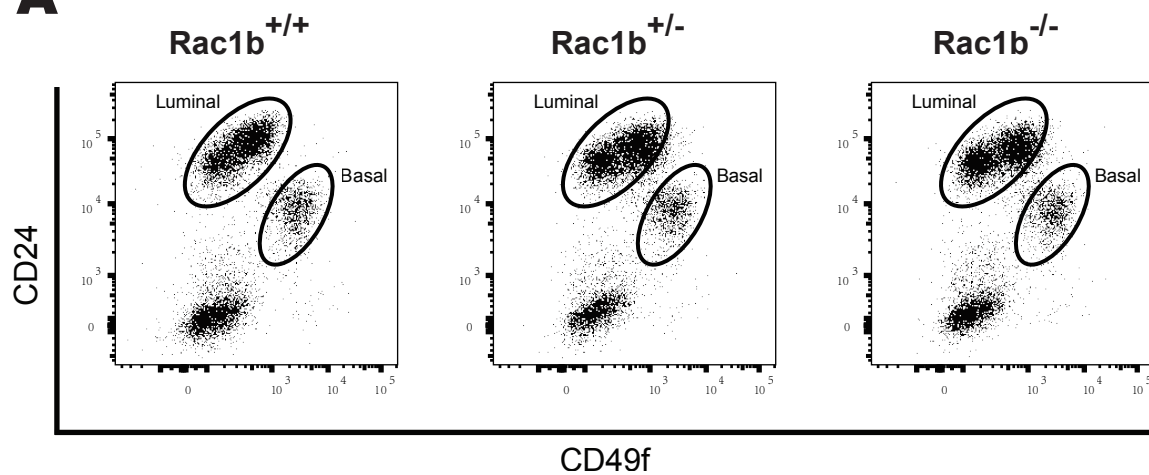 A
Rac1b+/+ Rac1b+/- Rac1b-/-
Luminal Luminal Luminal
Basal Basal Basal
10 5 10 5 10 5
10 4 10 4 10 4
10 3 10 3 10 3
0 0 0
0 10 3 10 4 10 5 0 10 3 10 4 10 5 0 10 3 10 4 10 5
CD24
CD49f